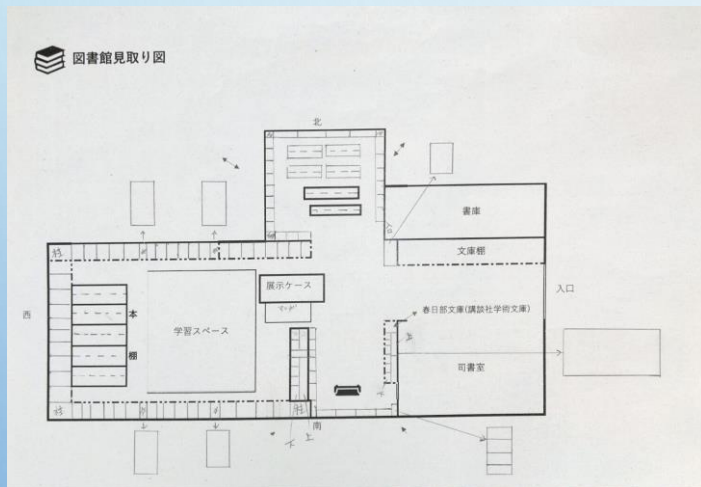 図書館見取り図
北
書庫
文庫棚
入口
展示ケース
西
本
棚
学習スペース
春日部文庫(講談社学術文庫)
司書室
南